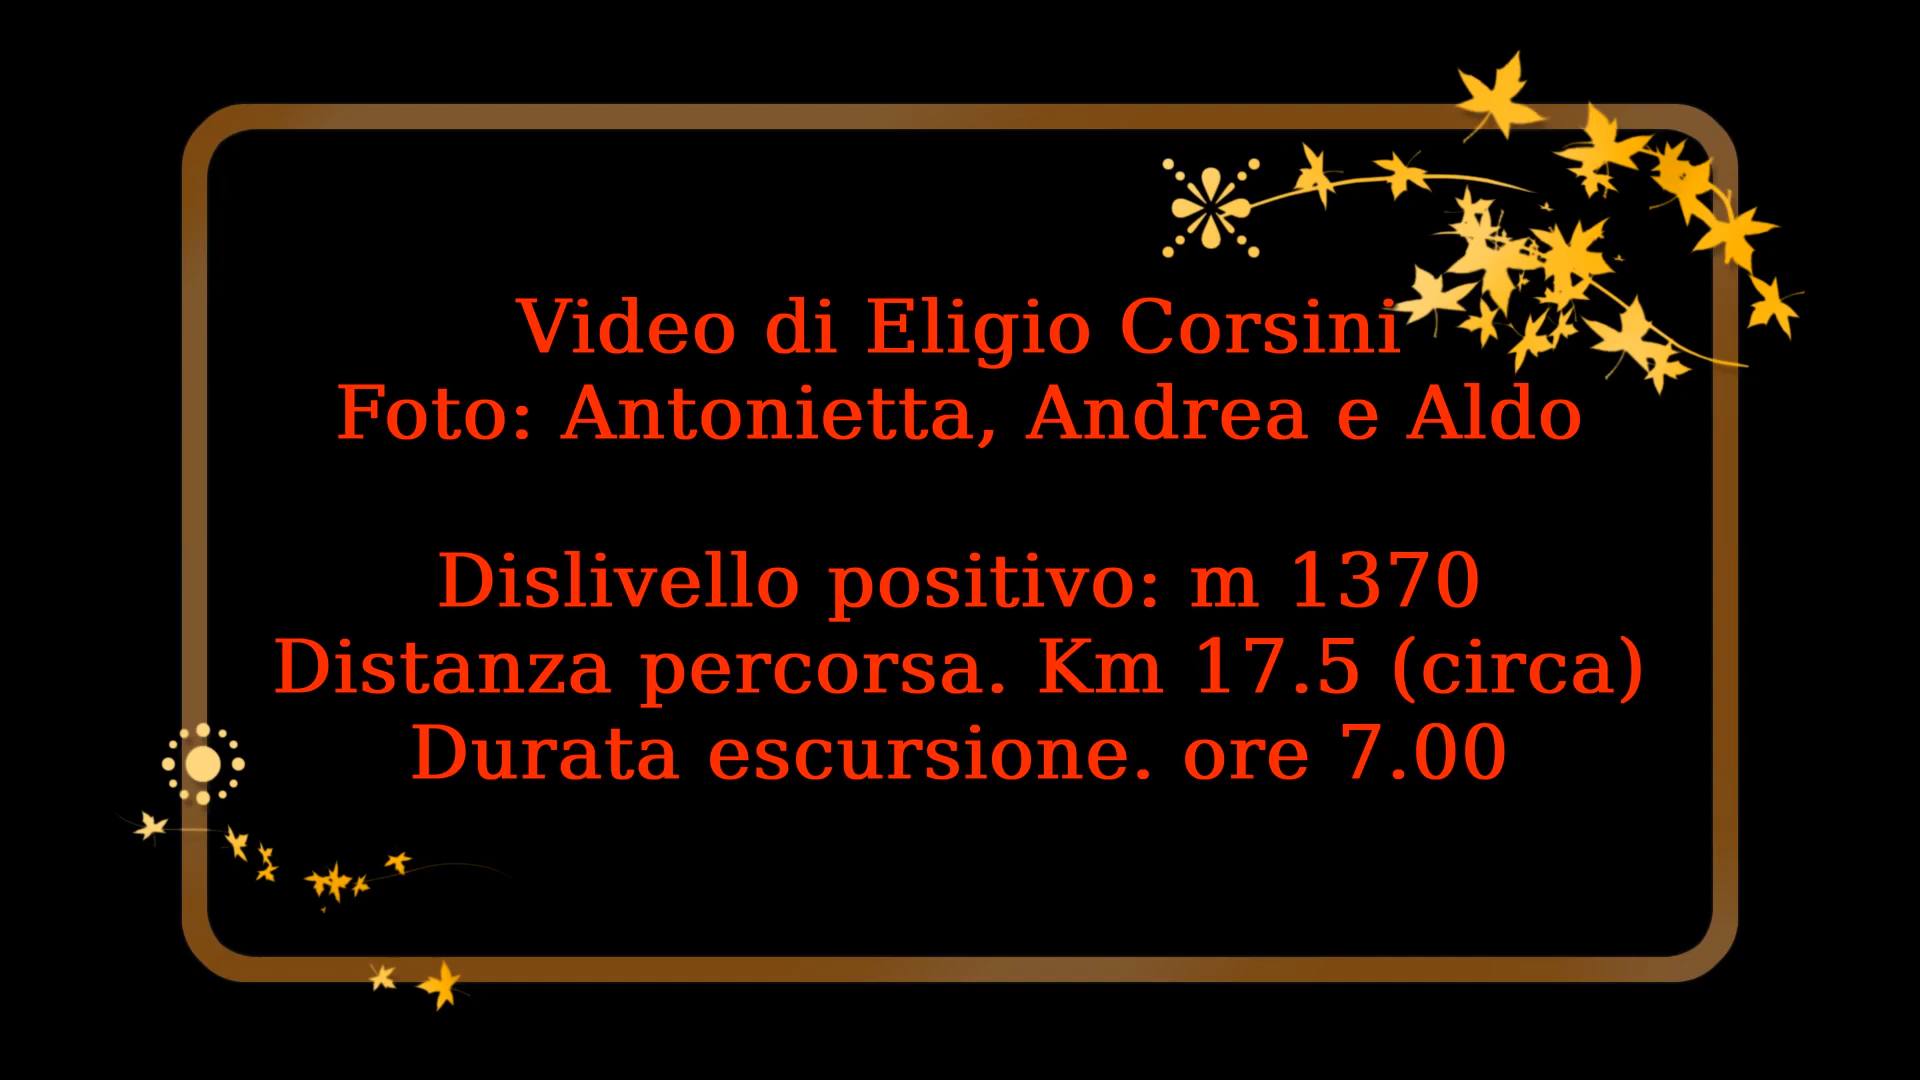 Video di Eligio Corsini
Foto: Antonietta, Andrea e Aldo
Dislivello positivo: m 1370
Distanza percorsa. Km 17.5 (circa)
Durata escursione. ore 7.00